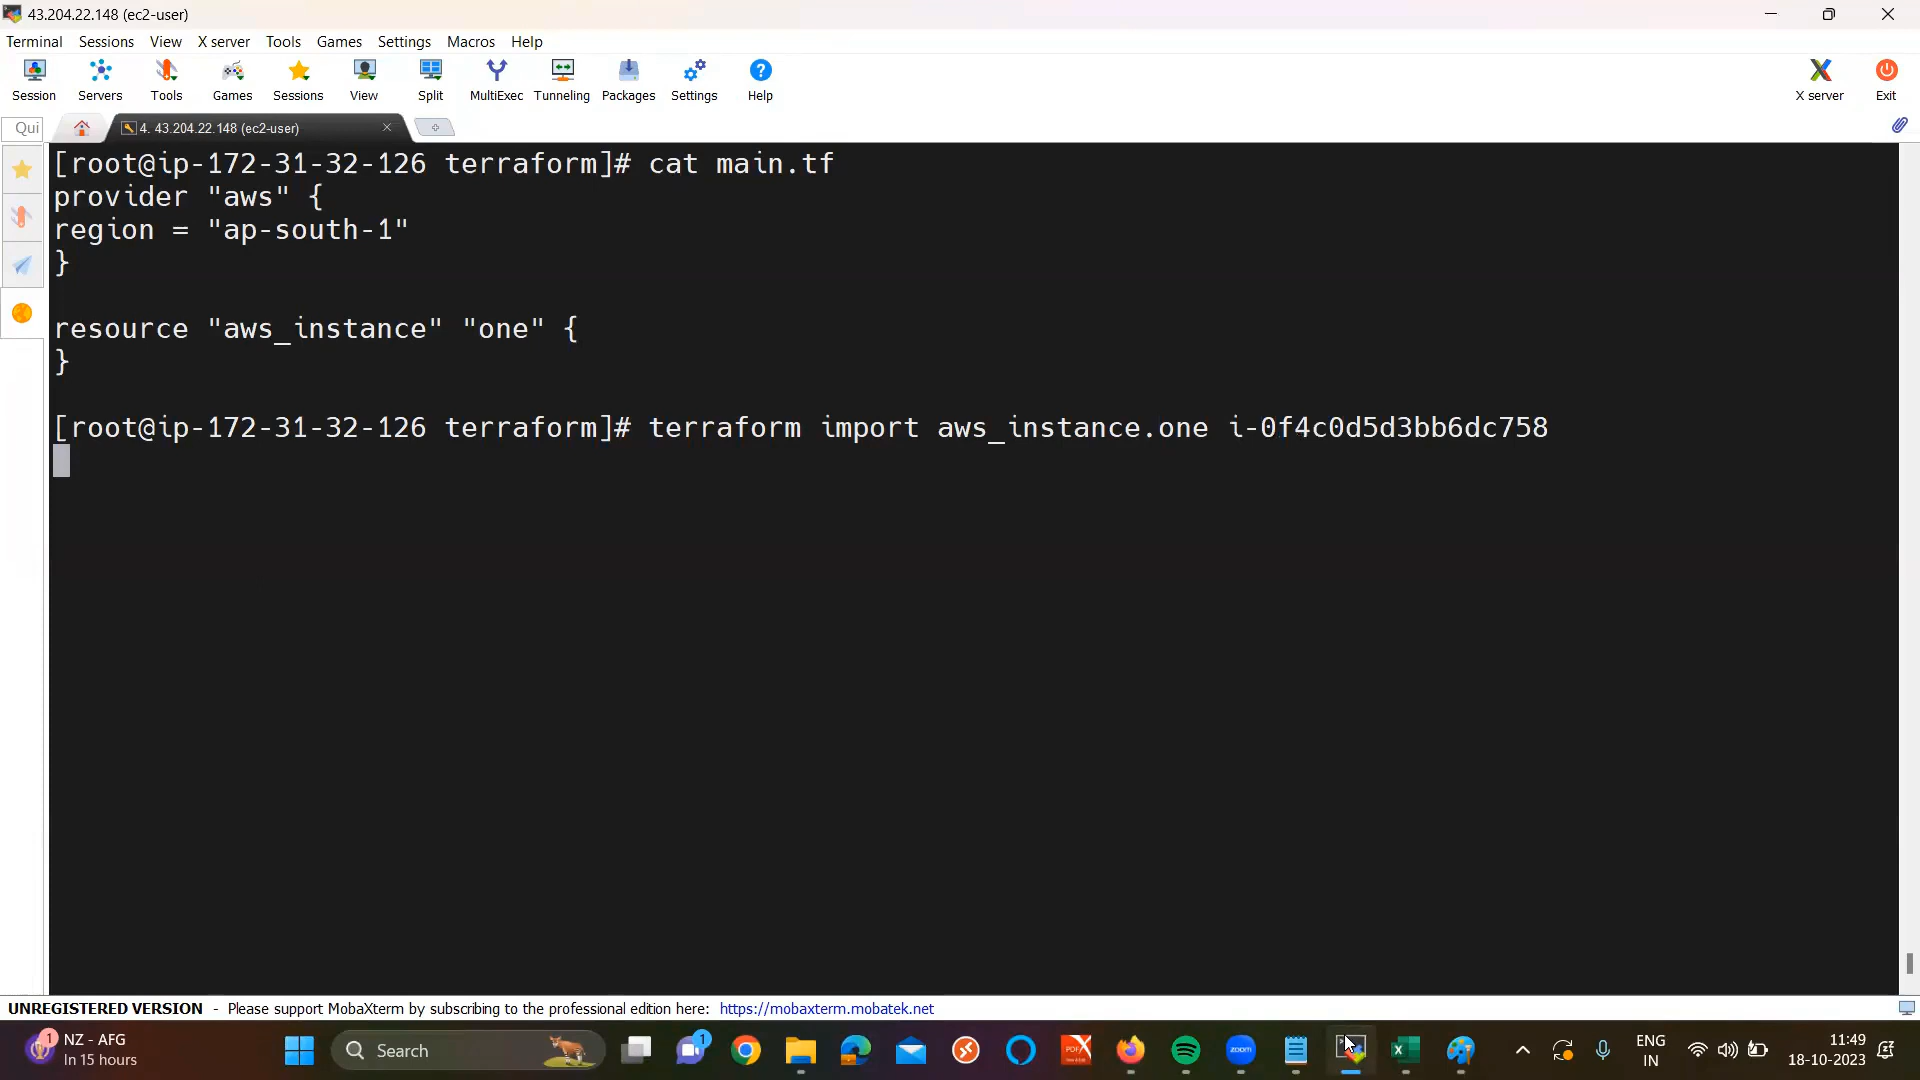 43.204.22.148 (ec2-user)
Terminal Sessions View X server Tools Games Settings Macros Help
Session Servers Tools Games Sessions View Split MultiExec Tunneling Packages Settings Help X server Exit
Qui 4. 43.204.22.148 (ec2-user)
[root@ip-172-31-32-126 terraform]# cat main.tf
provider "aws" {
region = "ap-south-1"
}
resource "aws_instance" "one" {
}
[root@ip-172-31-32-126 terraform]# terraform import aws_instance.one i-0f4c0d5d3bb6dc758
UNREGISTERED VERSION - Please support MobaXterm by subscribing to the professional edition here: https://mobaxterm.mobatek.net
1 NZ - AFG
In 15 hours
Search
1
zoom
ENG
IN
11:49
18-10-2023